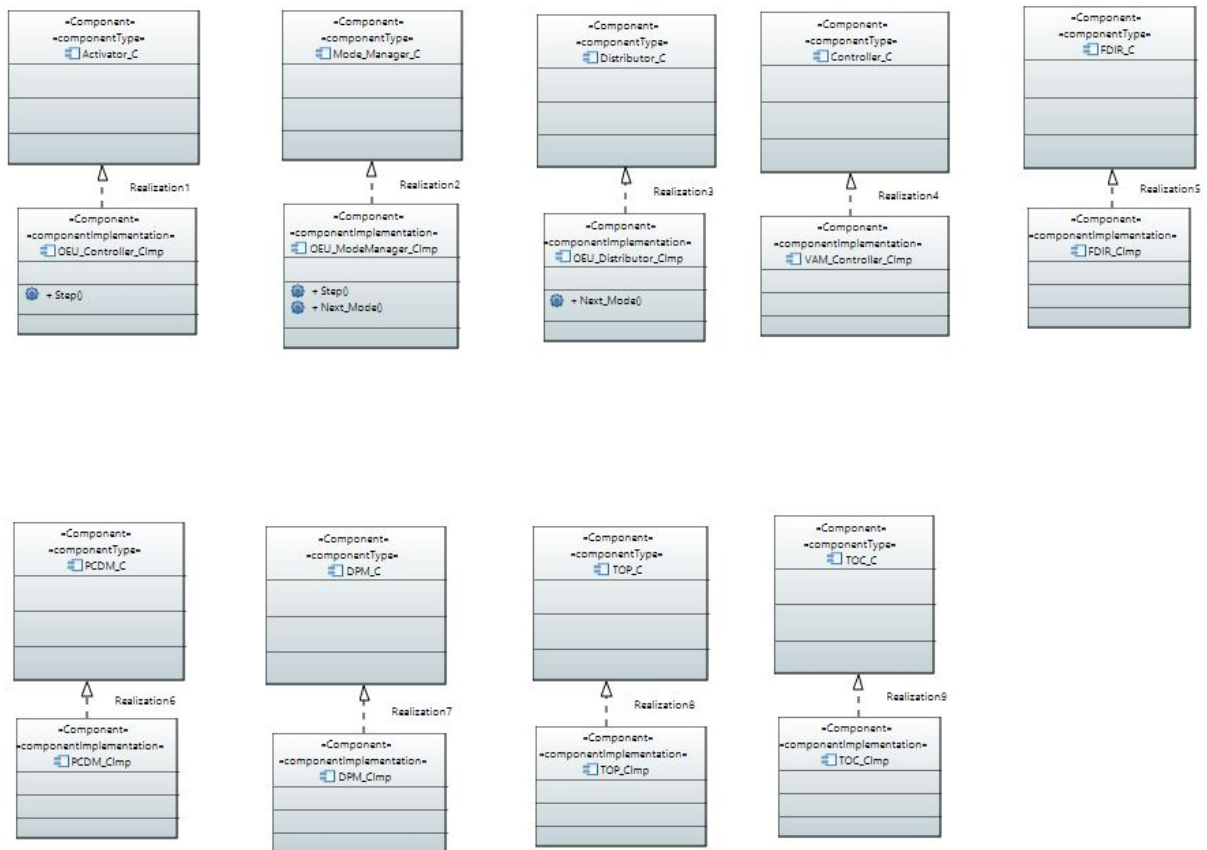 «Component»
«componentType»
Activator_C
Realization1
«Component»
«componentImplementation»
OEU_Controller_CImp
+ Step()
«Component»
«componentType»
Mode_Manager_C
Realization2
«Component»
«componentImplementation»
OEU_ModeManager_CImp
+ Step()
+ Next_Mode()
«Component»
«componentType»
Distributor_C
Realization3
«Component»
«componentImplementation»
OEU_Distributor_CImp
+ Next_Mode()
«Component»
«componentType»
Controller_C
Realization4
«Component»
«componentImplementation»
VAM_Controller_CImp
«Component»
«componentType»
FDIR_C
Realization5
«Component»
«componentImplementation»
FDIR_CImp
«Component»
«componentType»
PCDM_C
Realization6
«Component»
«componentImplementation»
PCDM_CImp
«Component»
«componentType»
DPM_C
Realization7
«Component»
«componentImplementation»
DPM_CImp
«Component»
«componentType»
TOP_C
Realization8
«Component»
«componentImplementation»
TOP_CImp
«Component»
«componentType»
TOC_C
Realization9
«Component»
«componentImplementation»
TOC_CImp